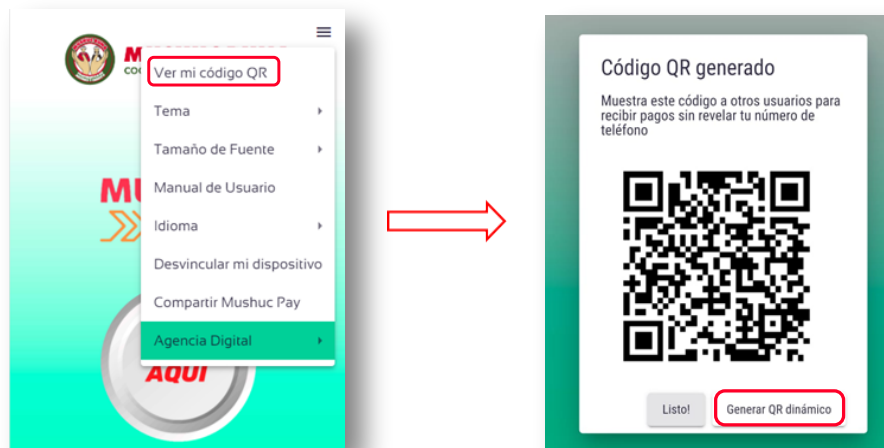 Ver mi código QR
Tema
Tamaño de Fuente
Manual de Usuario
Idioma
Desvincular mi dispositivo
Compartir Mushuc Pay
Agencia Digital
AQUI
Código QR generado
Muestra este código a otros usuarios para
recibir pagos sin revelar tu número de
teléfono
Listo!
Generar QR dinámico